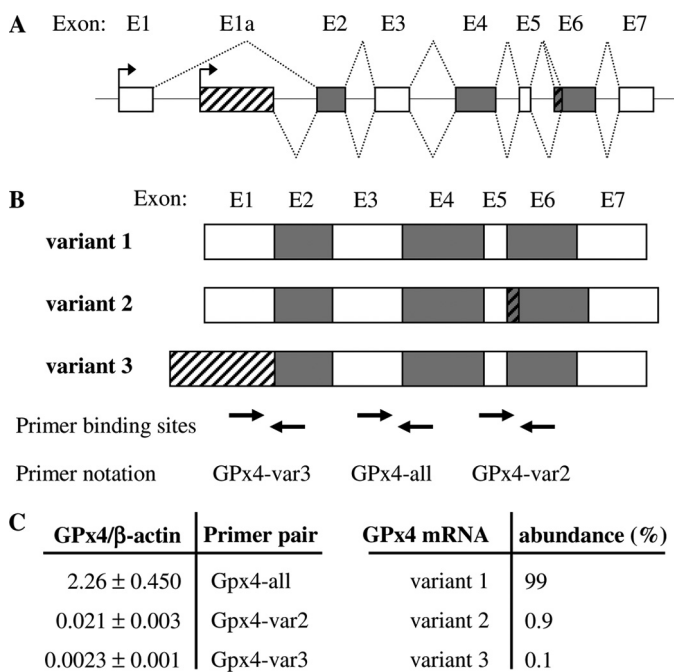 A Exon: E1 E1a E2 E3 E4 E5 E6 E7
B Exon: E1 E2 E3 E4 E5 E6 E7
variant 1
variant 2
variant 3
Primer binding sites
Primer notation GPx4-var3 GPx4-all GPx4-var2
C GPx4/β-actin Primer pair GPx4 mRNA abundance (%)
2.26 ± 0.450 Gpx4-all variant 1 99
0.021 ± 0.003 Gpx4-var2 variant 2 0.9
0.0023 ± 0.001 Gpx4-var3 variant 3 0.1